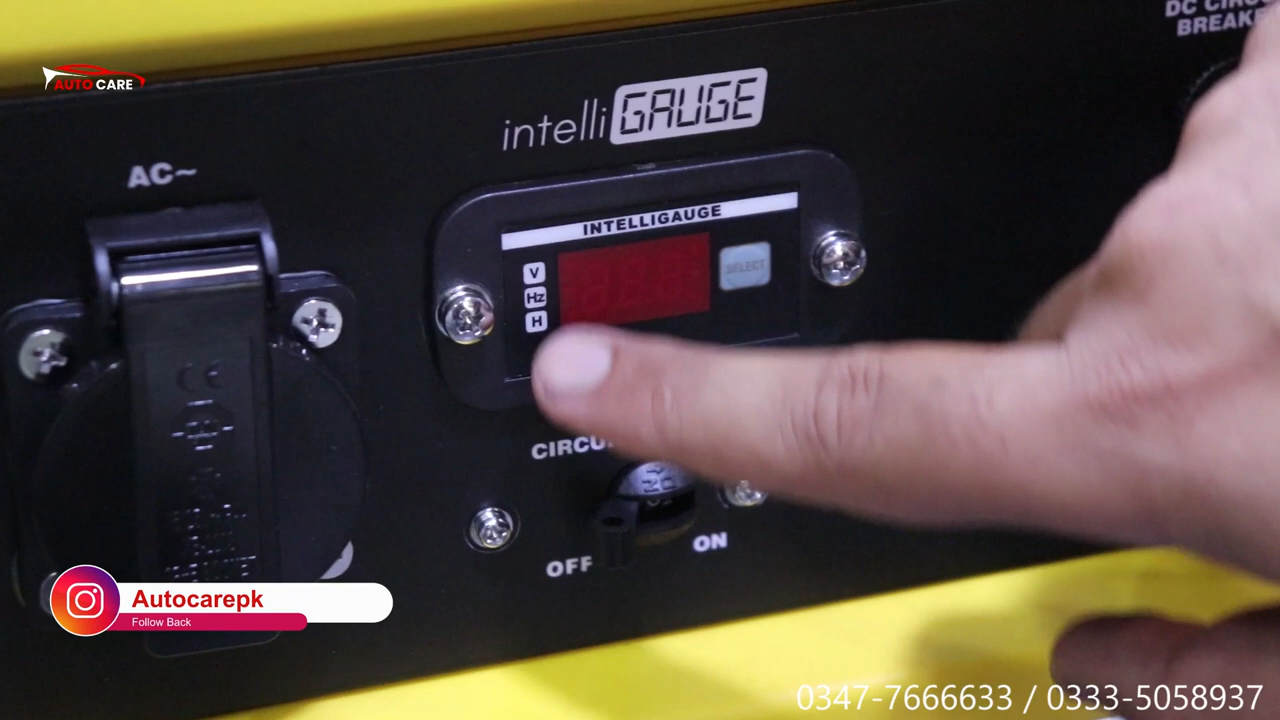 DC CIRCU
BREAKE
AUTO CARE
intelliGAUGE
AC~
INTELLIGAUGE
V
Hz
H
SELECT
CIRCU
OFF
ON
Autocarepk
Follow Back
0347-7666633 / 0333-5058937